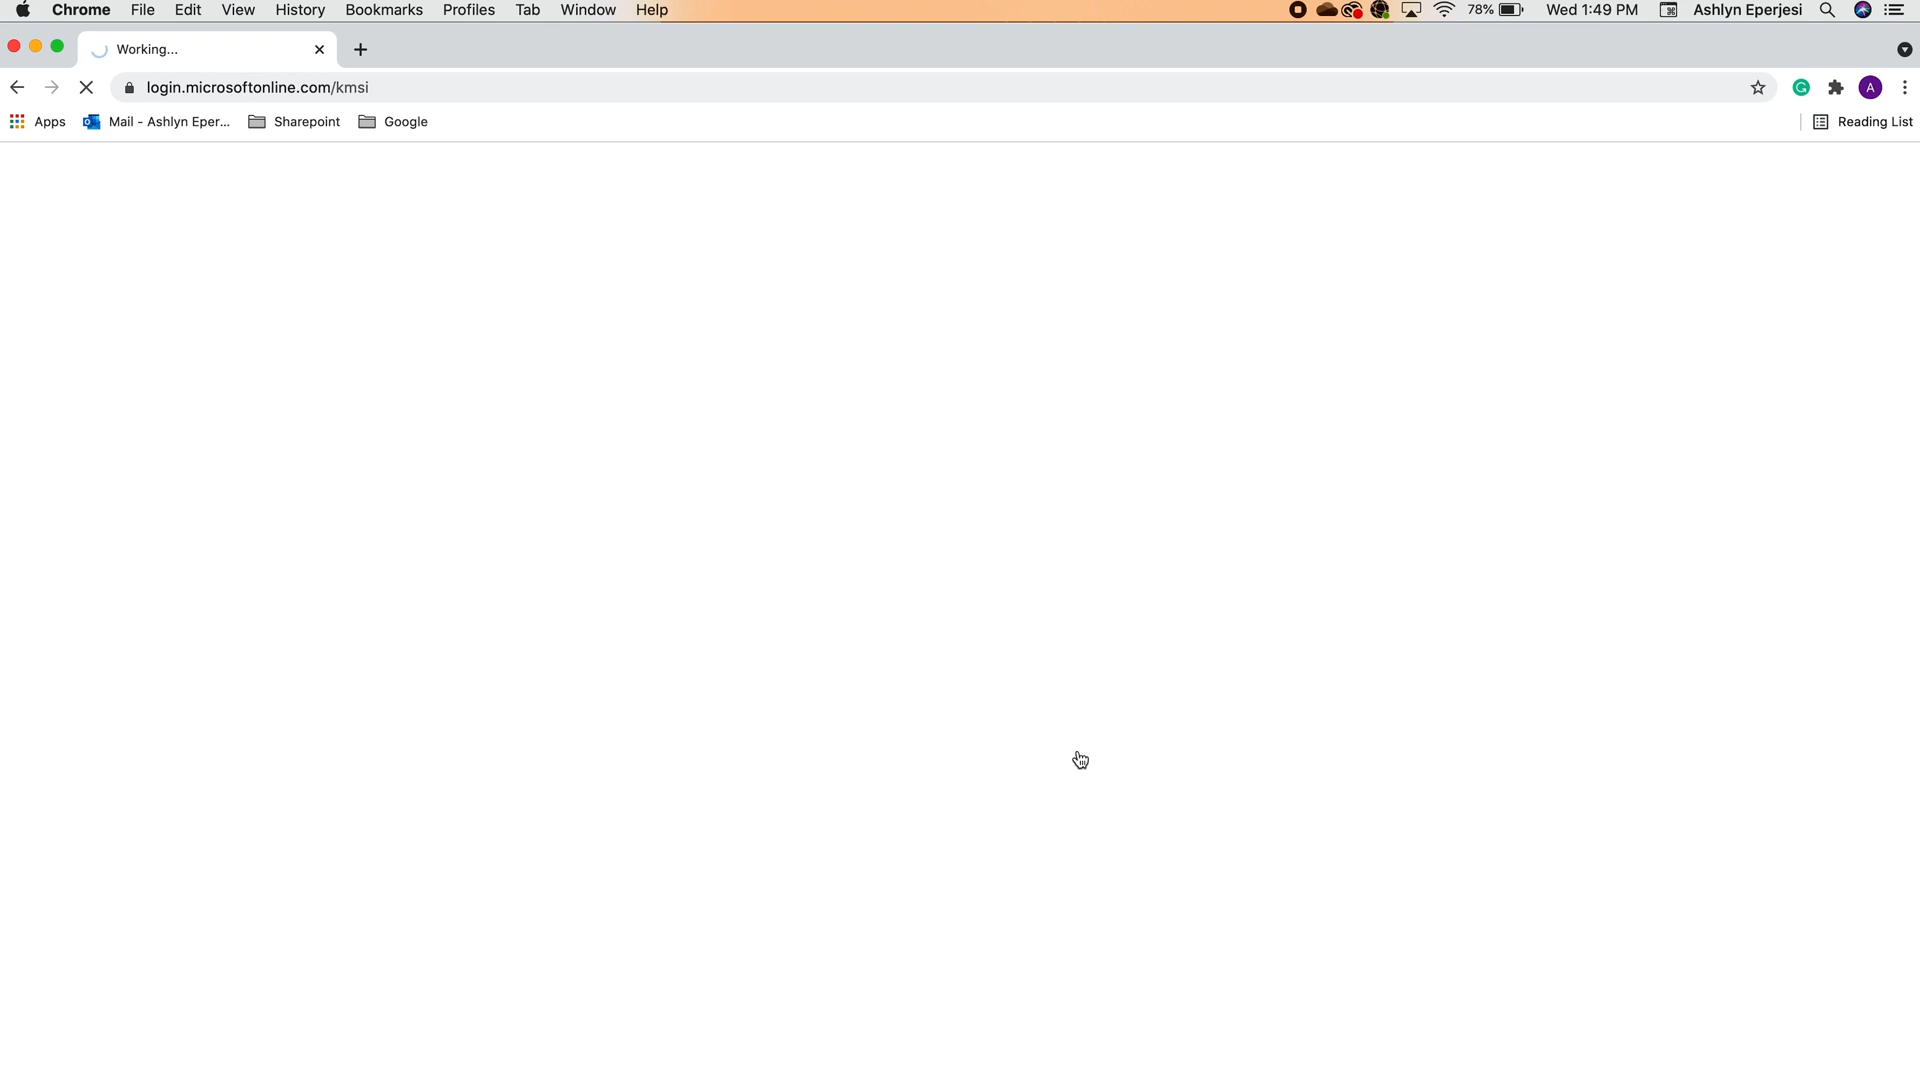 Chrome File Edit View History Bookmarks Profiles Tab Window Help 78% Wed 1:49 PM Ashlyn Eperjesi
Working...
login.microsoftonline.com/kmsi A
Apps Mail - Ashlyn Eper... Sharepoint Google Reading List